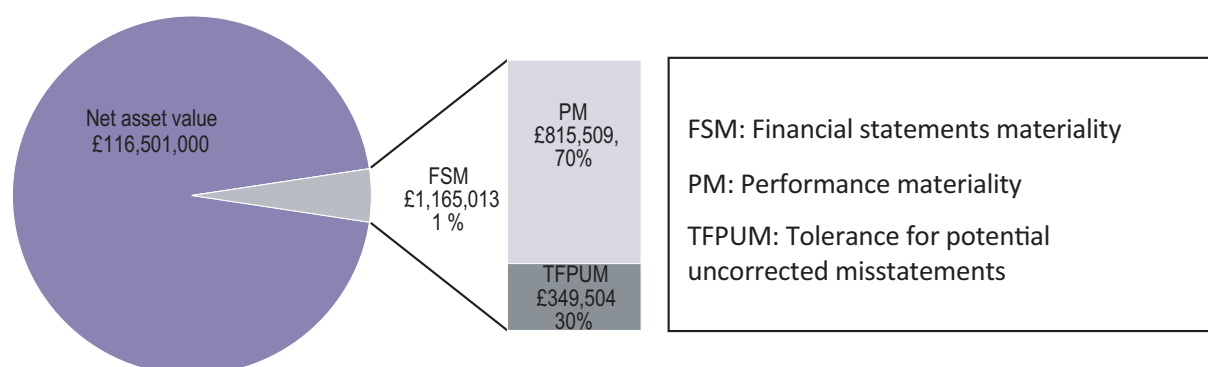 Net asset value
£116,501,000
FSM
£1,165,013
1 %
PM
£815,509,
70%
TFPUM
£349,504
30%
FSM: Financial statements materiality
PM: Performance materiality
TFPUM: Tolerance for potential
uncorrected misstatements